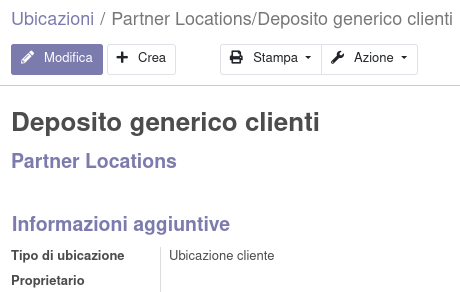 Ubicazioni / Partner Locations/Deposito generico clienti
Modifica Crea Stampa Azione
Deposito generico clienti
Partner Locations
Informazioni aggiuntive
Tipo di ubicazione Ubicazione cliente
Proprietario